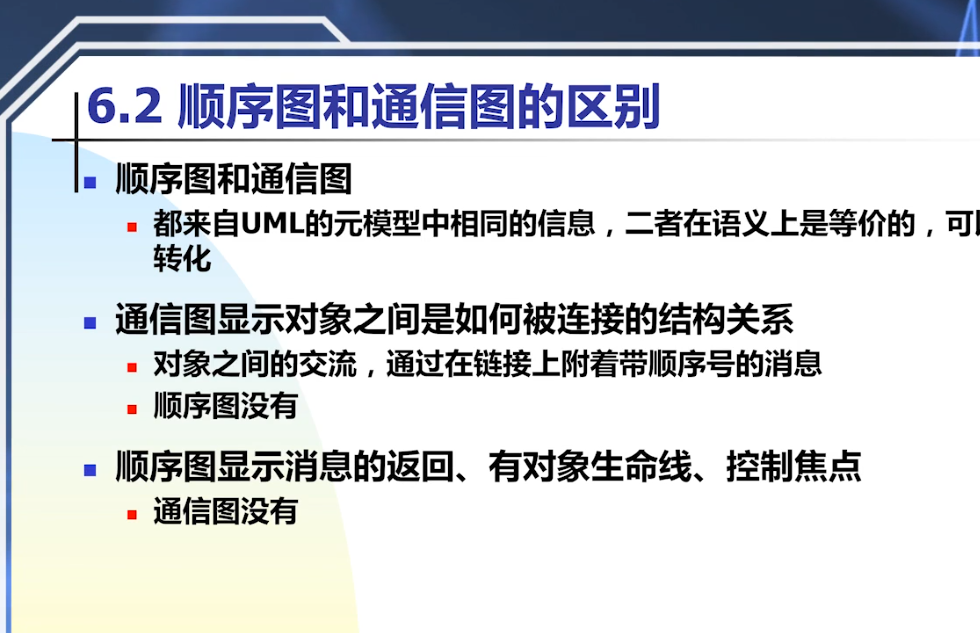 6.2 顺序图和通信图的区别
顺序图和通信图
都来自UML的元模型中相同的信息，二者在语义上是等价的，可
转化
通信图显示对象之间是如何被连接的结构关系
对象之间的交流，通过在链接上附着带顺序号的消息
顺序图没有
顺序图显示消息的返回、有对象生命线、控制焦点
通信图没有